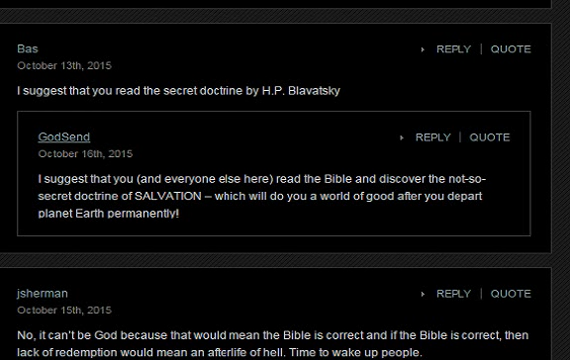 Bas
REPLY | QUOTE
October 13th, 2015
I suggest that you read the secret doctrine by H.P. Blavatsky
GodSend
REPLY | QUOTE
October 16th, 2015
I suggest that you (and everyone else here) read the Bible and discover the not-so-
secret doctrine of SALVATION – which will do you a world of good after you depart
planet Earth permanently!
jsherman
REPLY | QUOTE
October 15th, 2015
No, it can't be God because that would mean the Bible is correct and if the Bible is correct, then
lack of redemption would mean an afterlife of hell. Time to wake up people.